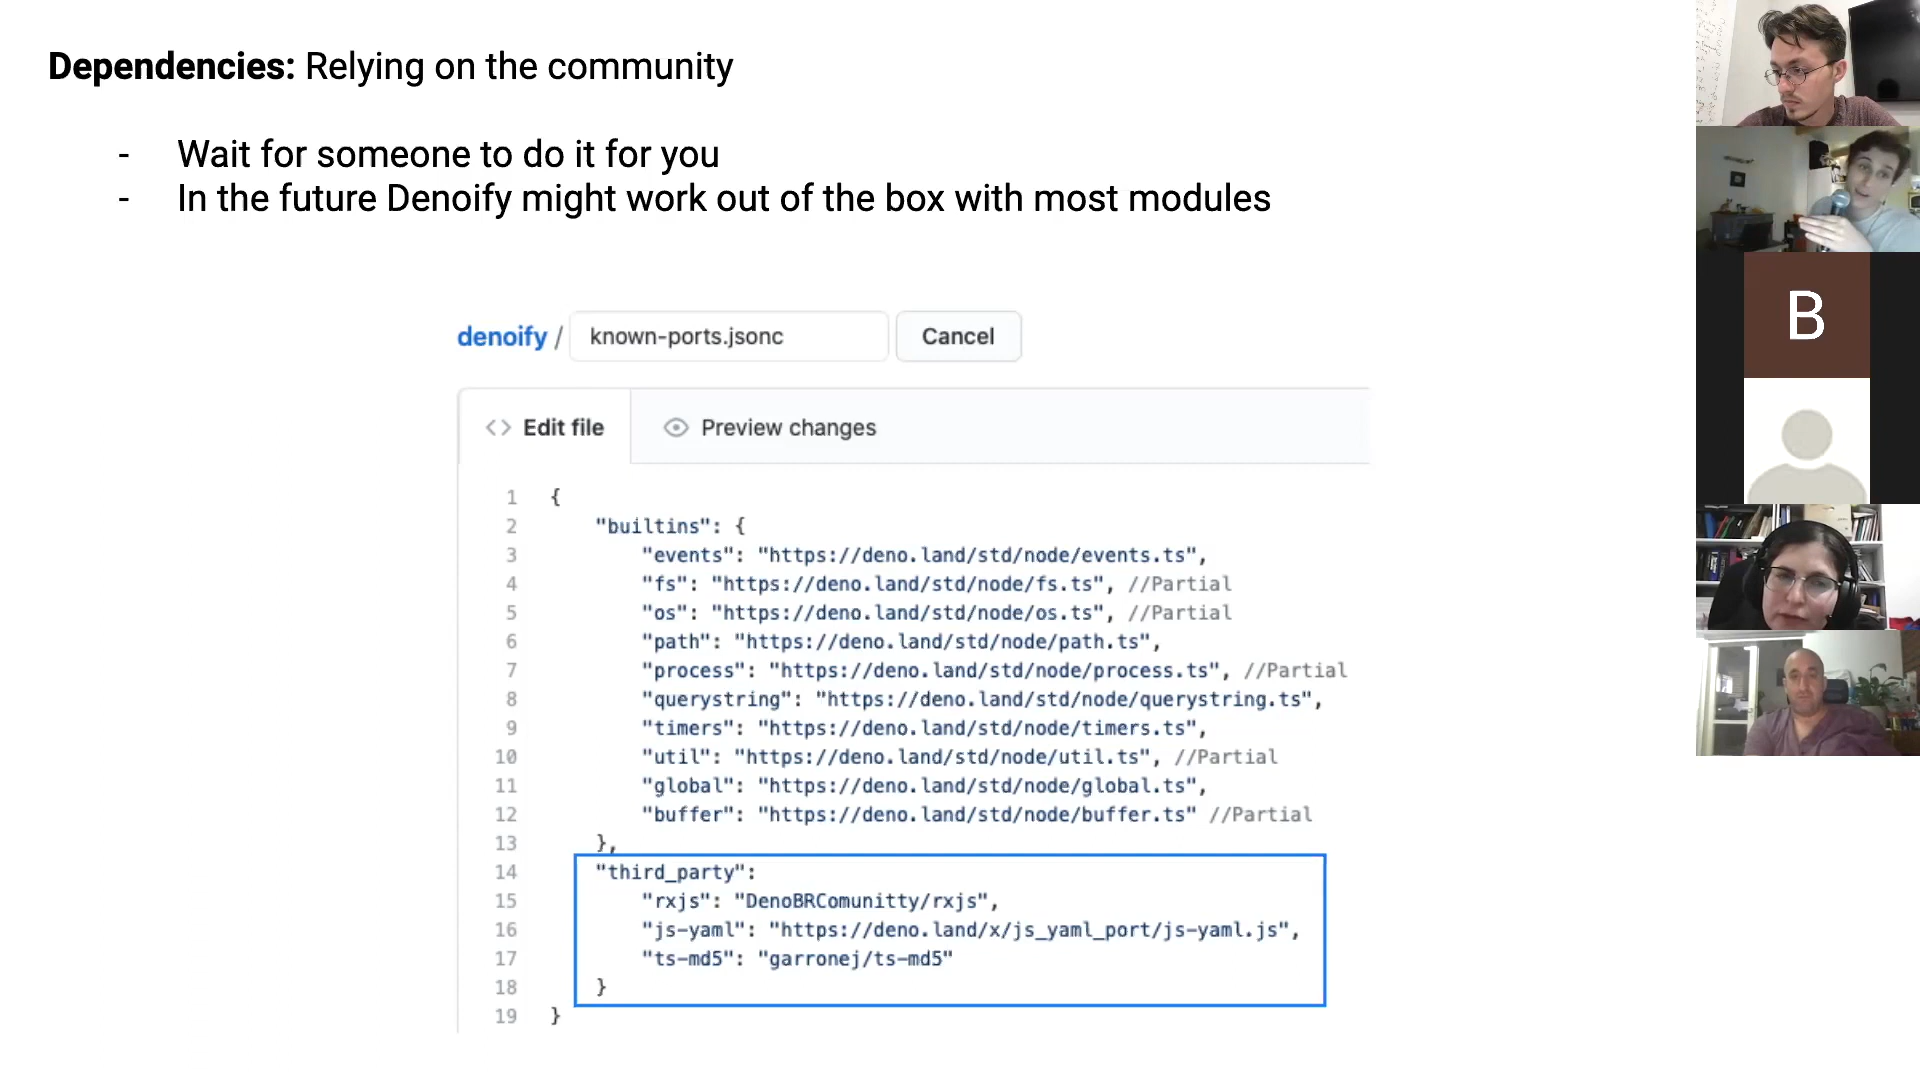 Dependencies: Relying on the community
- Wait for someone to do it for you
- In the future Denoify might work out of the box with most modules
denoify / known-ports.jsonc Cancel
<> Edit file Preview changes
1 {
2 "builtins": {
3 "events": "https://deno.land/std/node/events.ts",
4 "fs": "https://deno.land/std/node/fs.ts", //Partial
5 "os": "https://deno.land/std/node/os.ts", //Partial
6 "path": "https://deno.land/std/node/path.ts",
7 "process": "https://deno.land/std/node/process.ts", //Partial
8 "querystring": "https://deno.land/std/node/querystring.ts",
9 "timers": "https://deno.land/std/node/timers.ts",
10 "util": "https://deno.land/std/node/util.ts", //Partial
11 "global": "https://deno.land/std/node/global.ts",
12 "buffer": "https://deno.land/std/node/buffer.ts" //Partial
13 },
14 "third_party":
15 "rxjs": "DenoBRComunitty/rxjs",
16 "js-yaml": "https://deno.land/x/js_yaml_port/js-yaml.js",
17 "ts-md5": "garronej/ts-md5"
18 }
19 }
B